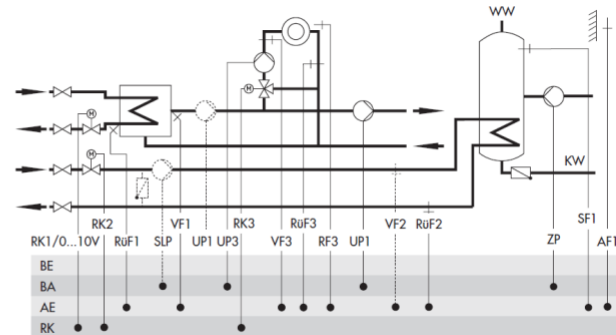 WW
M
M
M
KW
RK2
VF1
RK3
RüF3
VF2
RüF2
SF1
RK1/0...10V
RüF1
SLP
UP1
UP3
VF3
RF3
UP1
ZP
AF1
BE
BA
AE
RK